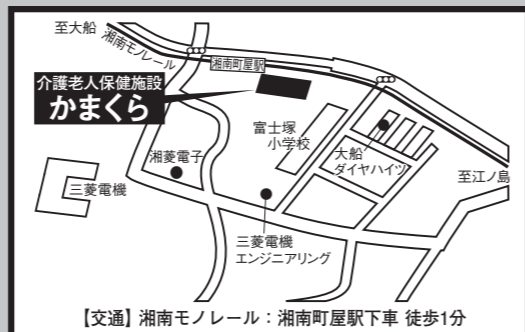 至大船
湘南モノレール
湘南町屋駅
介護老人保健施設
かまくら
富士塚
小学校
湘菱電子
大船
ダイヤハイツ
三菱電機
至江ノ島
三菱電機
エンジニアリング
【交通】湘南モノレール：湘南町屋駅下車 徒歩1分